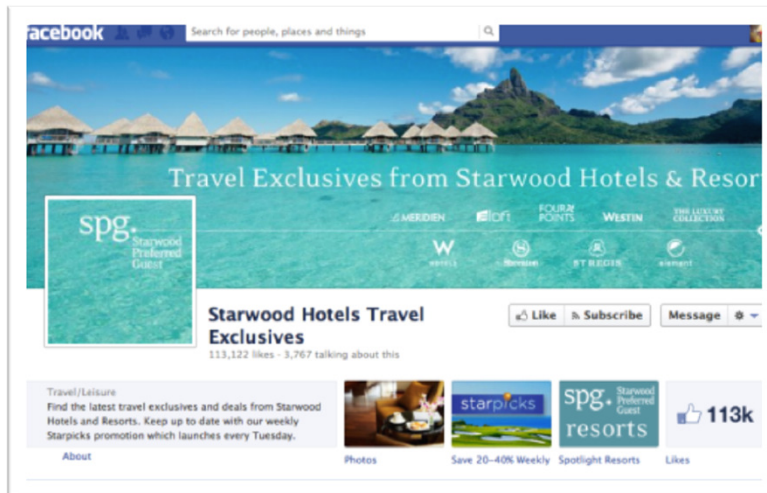 facebook
Search for people, places and things
Travel Exclusives from Starwood Hotels & Resor
LE MERIDIEN aloft FOUR POINTS WESTIN THE LUXURY COLLECTION
W HOTELS Sheraton ST REGIS element
spg.
Starwood
Preferred
Guest
Starwood Hotels Travel
Exclusives
113,122 likes · 3,767 talking about this
Like Subscribe Message
Travel/Leisure
Find the latest travel exclusives and deals from Starwood
Hotels and Resorts. Keep up to date with our weekly
Starpicks promotion which launches every Tuesday.
About
starpicks
spg. Starwood
Preferred
Guest
resorts
113k
Photos Save 20-40% Weekly Spotlight Resorts Likes